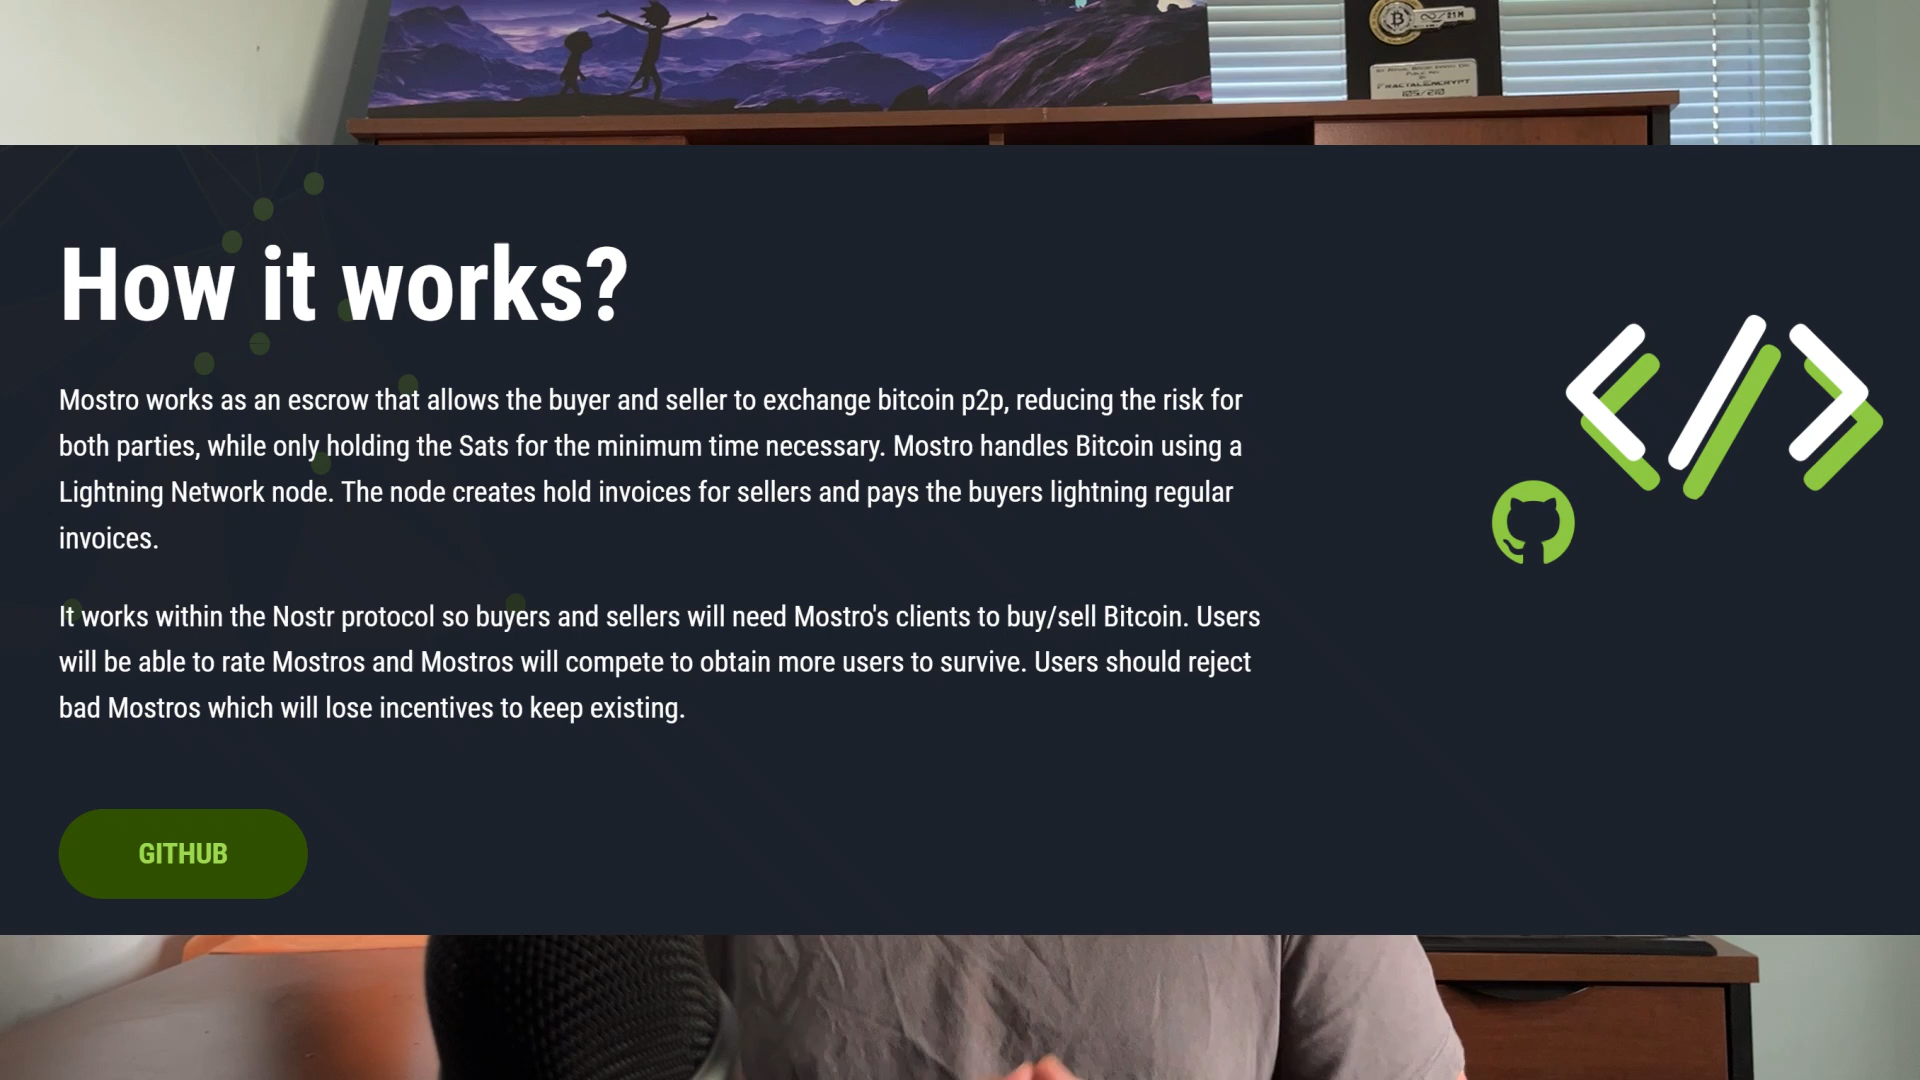 21M
FRACTALENCRYPT
How it works?
Mostro works as an escrow that allows the buyer and seller to exchange bitcoin p2p, reducing the risk for
both parties, while only holding the Sats for the minimum time necessary. Mostro handles Bitcoin using a
Lightning Network node. The node creates hold invoices for sellers and pays the buyers lightning regular
invoices.
It works within the Nostr protocol so buyers and sellers will need Mostro's clients to buy/sell Bitcoin. Users
will be able to rate Mostros and Mostros will compete to obtain more users to survive. Users should reject
bad Mostros which will lose incentives to keep existing.
GITHUB